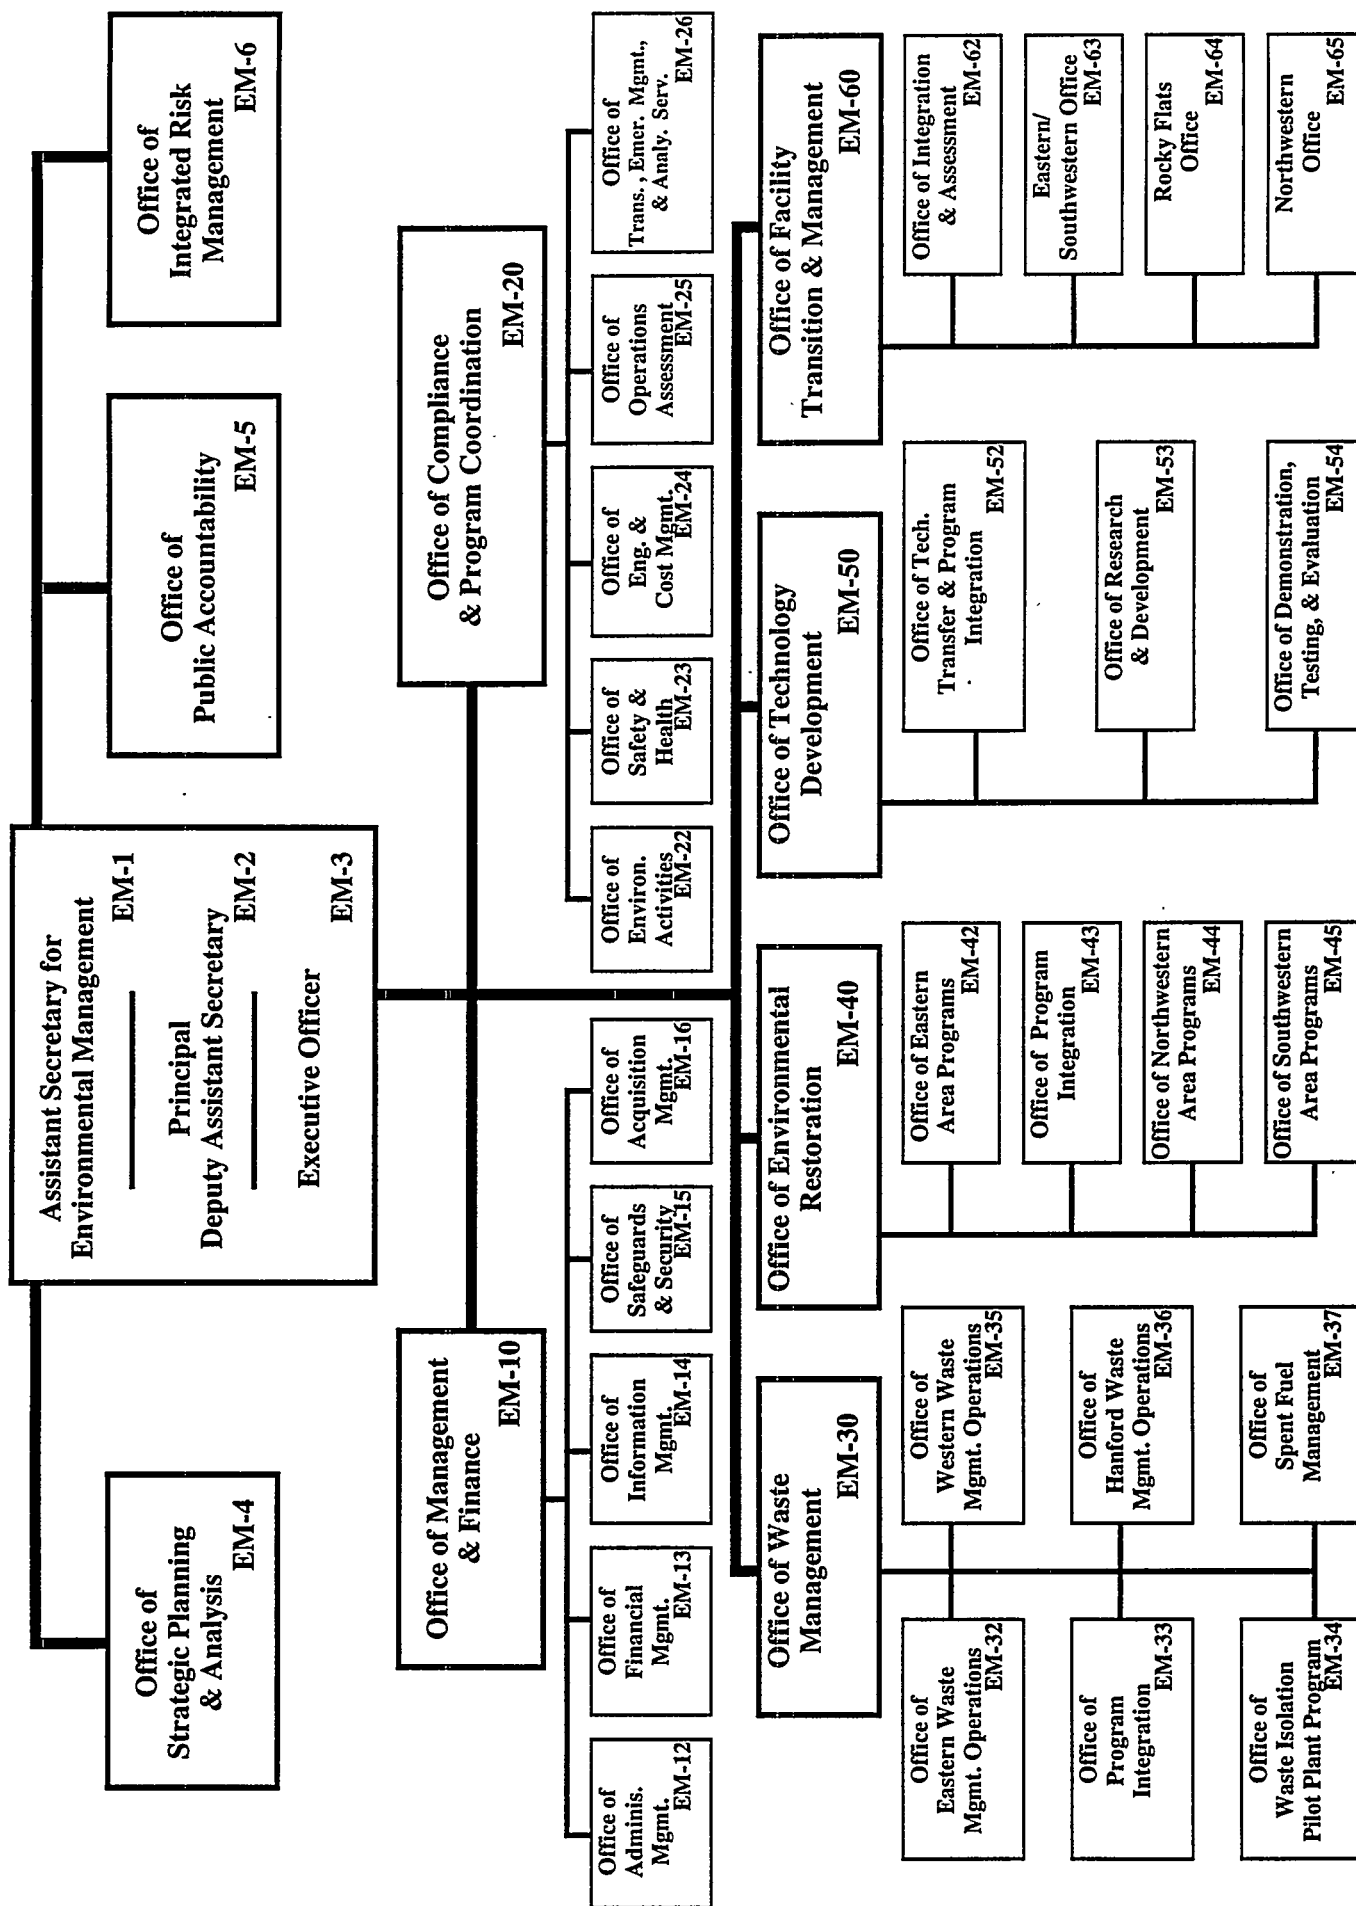 Assistant Secretary for
Environmental Management
EM-1
Principal
Deputy Assistant Secretary
EM-2
Executive Officer
EM-3
Office of
Strategic Planning
& Analysis
EM-4
Office of
Public Accountability
EM-5
Office of
Integrated Risk
Management
EM-6
Office of Management
& Finance
EM-10
Office of Compliance
& Program Coordination
EM-20
Office of
Adminis.
Mgmt.
EM-12
Office of
Financial
Mgmt.
EM-13
Office of
Information
Mgmt.
EM-14
Office of
Safeguards
& Security
EM-15
Office of
Acquisition
Mgmt.
EM-16
Office of
Environ.
Activities
EM-22
Office of
Safety &
Health
EM-23
Office of
Eng. &
Cost Mgmt.
EM-24
Office of
Operations
Assessment
EM-25
Office of
Trans., Emer. Mgmt.,
& Analy. Serv.
EM-26
Office of Waste
Management
EM-30
Office of Environmental
Restoration
EM-40
Office of Technology
Development
EM-50
Office of Facility
Transition & Management
EM-60
Office of
Eastern Waste
Mgmt. Operations
EM-32
Office of
Program
Integration
EM-33
Office of
Waste Isolation
Pilot Plant Program
EM-34
Office of
Western Waste
Mgmt. Operations
EM-35
Office of
Hanford Waste
Mgmt. Operations
EM-36
Office of
Spent Fuel
Management
EM-37
Office of Eastern
Area Programs
EM-42
Office of Program
Integration
EM-43
Office of Northwestern
Area Programs
EM-44
Office of Southwestern
Area Programs
EM-45
Office of Tech.
Transfer & Program
Integration
EM-52
Office of Research
& Development
EM-53
Office of Demonstration,
Testing, & Evaluation
EM-54
Office of Integration
& Assessment
EM-62
Eastern/
Southwestern Office
EM-63
Rocky Flats
Office
EM-64
Northwestern
Office
EM-65